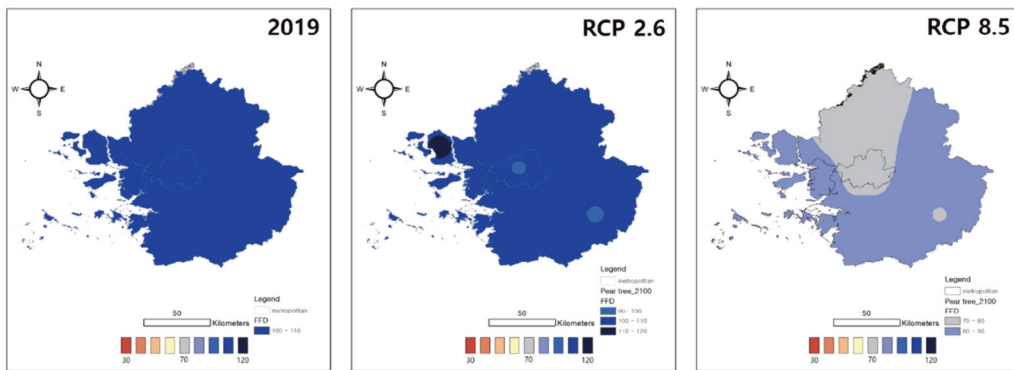 2019
N
W E
S
Legend
metropolitan
FFD
100 - 110
50
Kilometers
30 70 120
RCP 2.6
N
W E
S
Legend
metropolitan
Pear tree_2100
FFD
90 - 100
100 - 110
110 - 120
50
Kilometers
30 70 120
RCP 8.5
N
W E
S
Legend
metropolitan
Pear tree_2100
FFD
70 - 80
80 - 90
50
Kilometers
30 70 120